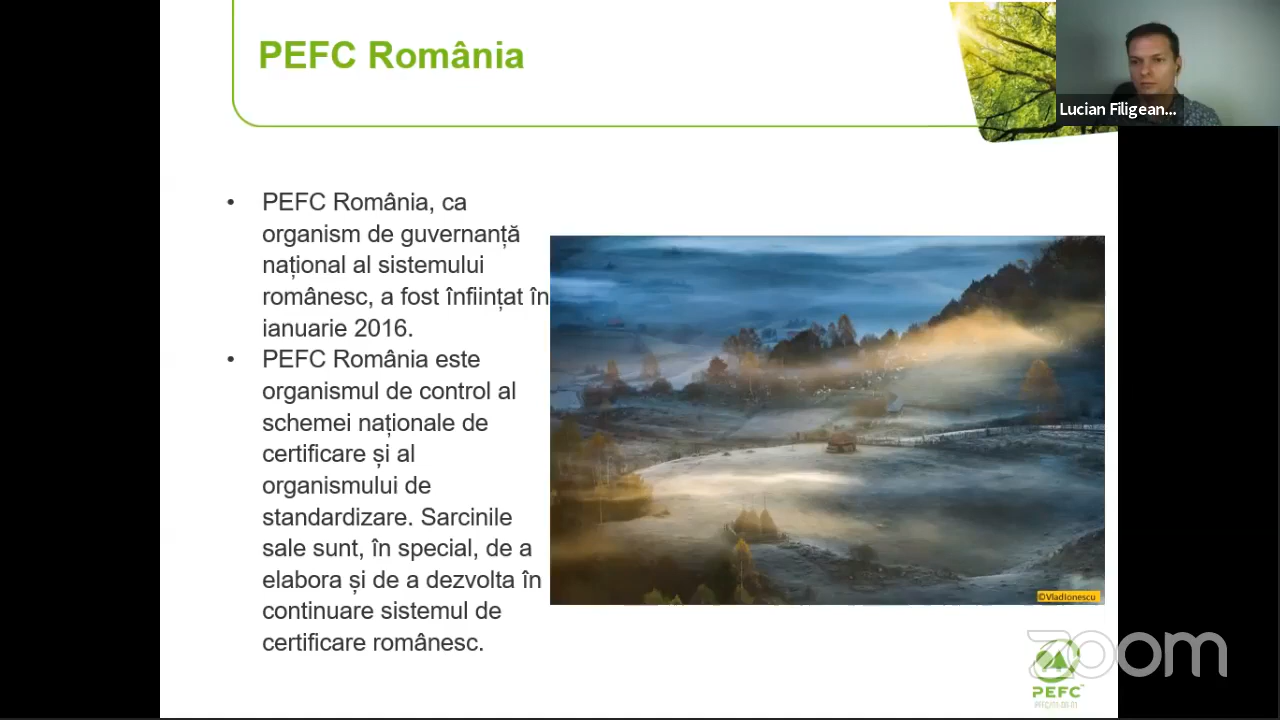 PEFC România
Lucian Filigean...
• PEFC România, ca
organism de guvernanță
național al sistemului
românesc, a fost înființat în
ianuarie 2016.
• PEFC România este
organismul de control al
schemei naționale de
certificare și al
organismului de
standardizare. Sarcinile
sale sunt, în special, de a
elabora și de a dezvolta în
continuare sistemul de
certificare românesc.
©VladIonescu
zoom
PEFC